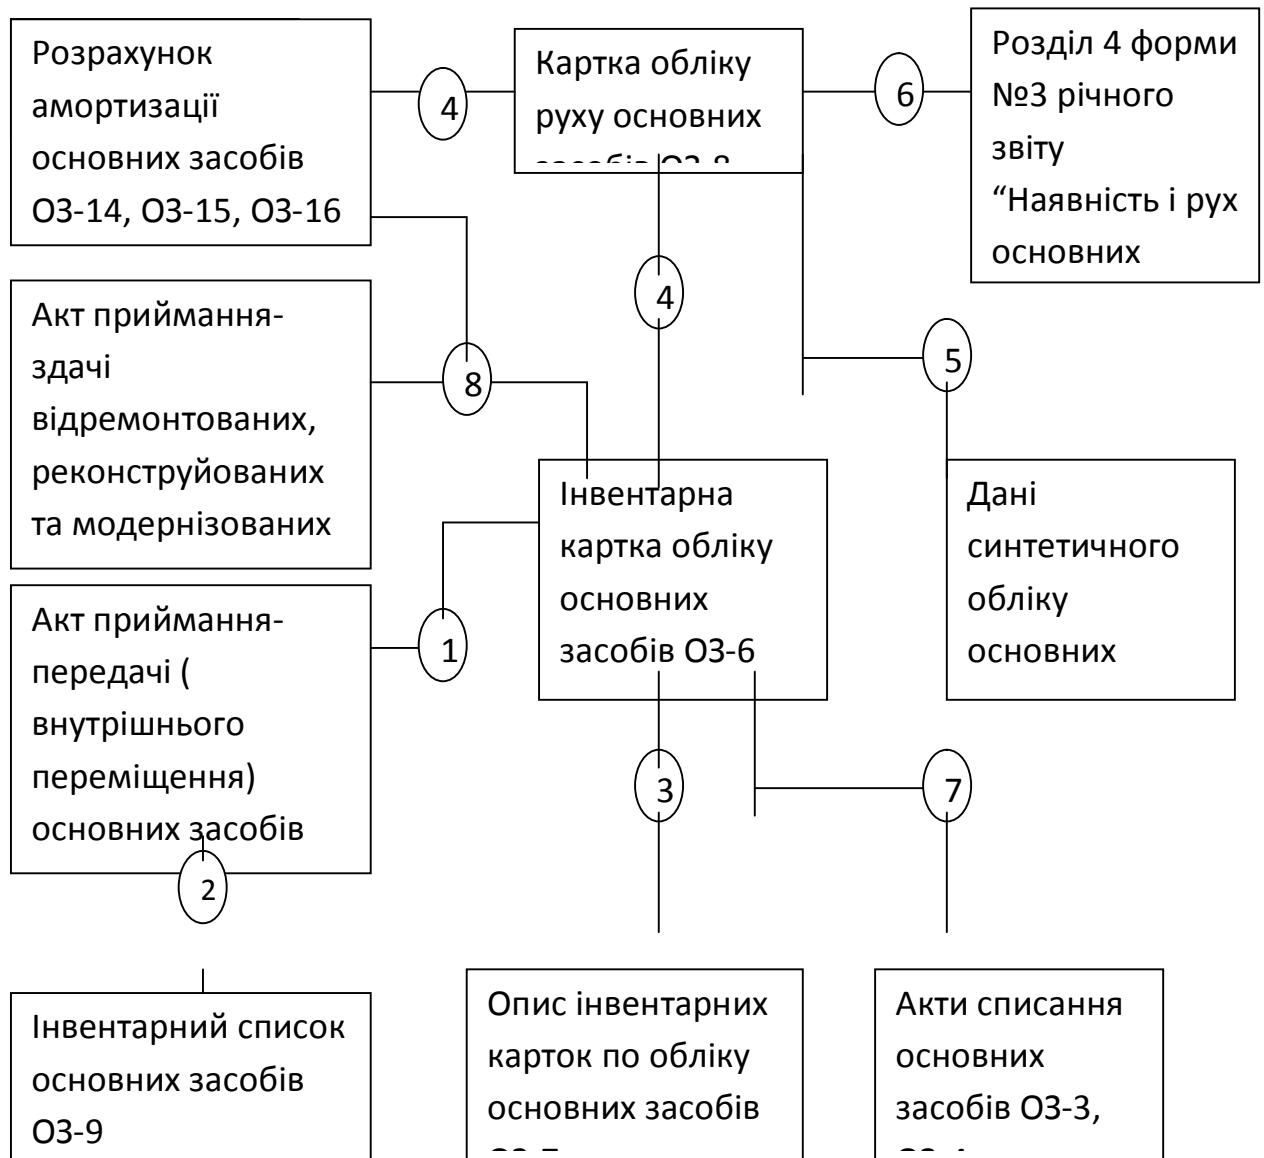 Розрахунок
амортизації
основних засобів
ОЗ-14, ОЗ-15, ОЗ-16
4
Картка обліку
руху основних
засобів ОЗ-8
6
Розділ 4 форми
№3 річного
звіту
“Наявність і рух
основних
4
5
8
Акт приймання-
здачі
відремонтованих,
реконструйованих
та модернізованих
Інвентарна
картка обліку
основних
засобів ОЗ-6
Дані
синтетичного
обліку
основних
1
Акт приймання-
передачі (
внутрішнього
переміщення)
основних засобів
2
3
7
Інвентарний список
основних засобів
ОЗ-9
Опис інвентарних
карток по обліку
основних засобів
Акти списання
основних
засобів ОЗ-3,